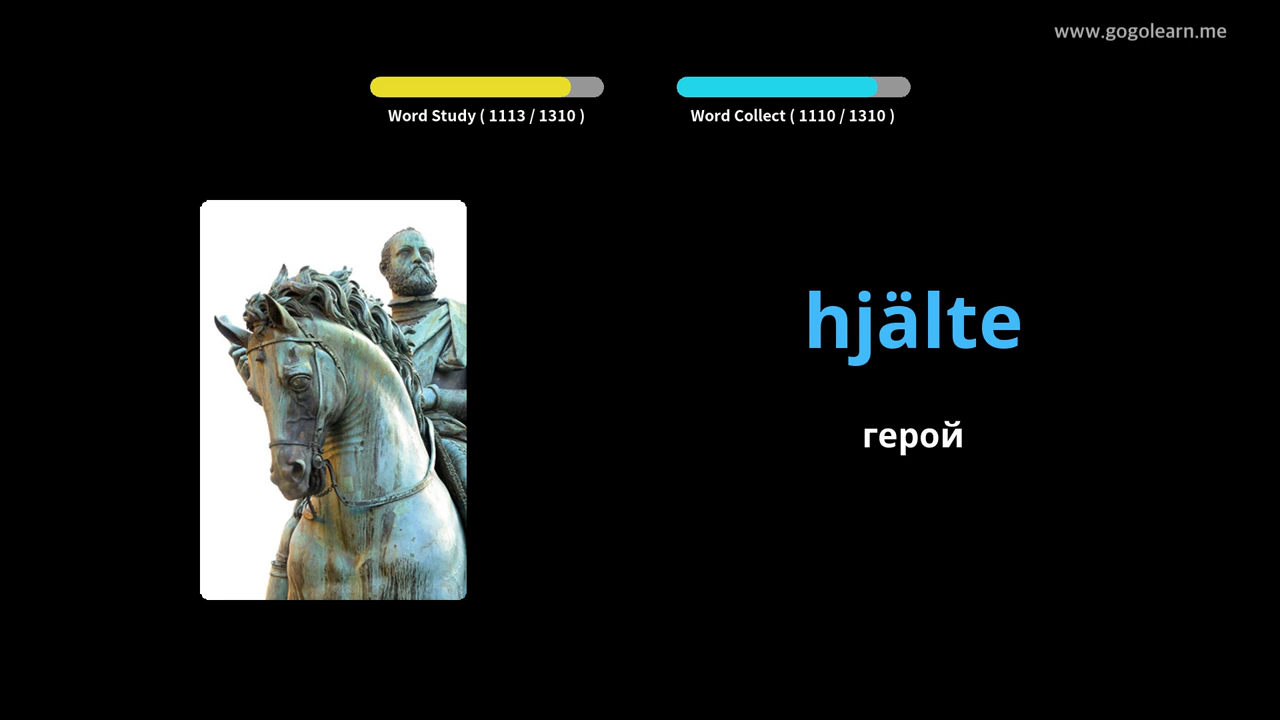 www.gogolearn.me
Word Study ( 1113 / 1310 )
Word Collect ( 1110 / 1310 )
hjälte
герой